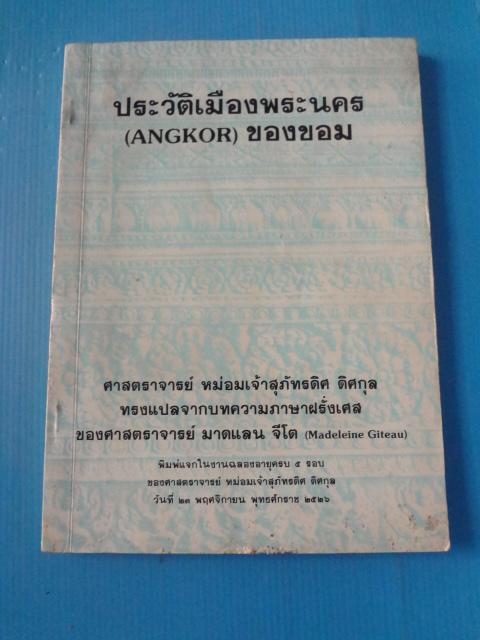 ประวัติเมืองพระนคร
(ANGKOR) ของขอม
ศาสตราจารย์ หม่อมเจ้าสุภัทรดิศ ดิศกุล
ทรงแปลจากบทความภาษาฝรั่งเศส
ของศาสตราจารย์ มาดแลน จีโต (Madeleine Giteau)
พิมพ์แจกในงานฉลองอายุครบ ๕ รอบ
ของศาสตราจารย์ หม่อมเจ้าสุภัทรดิศ ดิศกุล
วันที่ ๒๓ พฤศจิกายน พุทธศักราช ๒๕๒๖